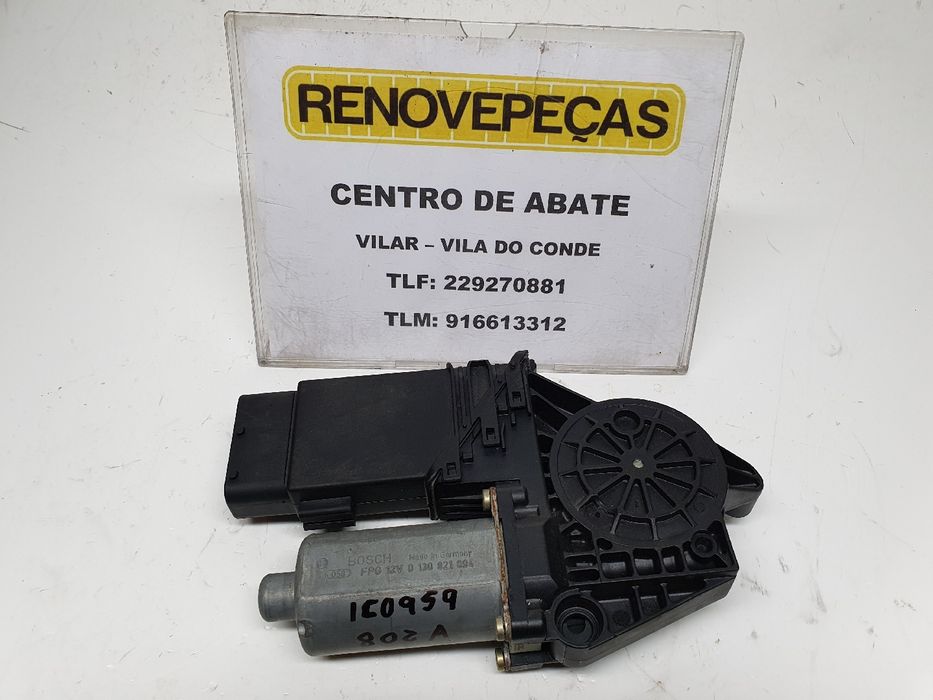 RENOVEPEÇAS
CENTRO DE ABATE
VILAR – VILA DO CONDE
TLF: 229270881
TLM: 916613312
BOSCH Made in Germany
FPG 12V 0 130 821 694
1C0959
A 208